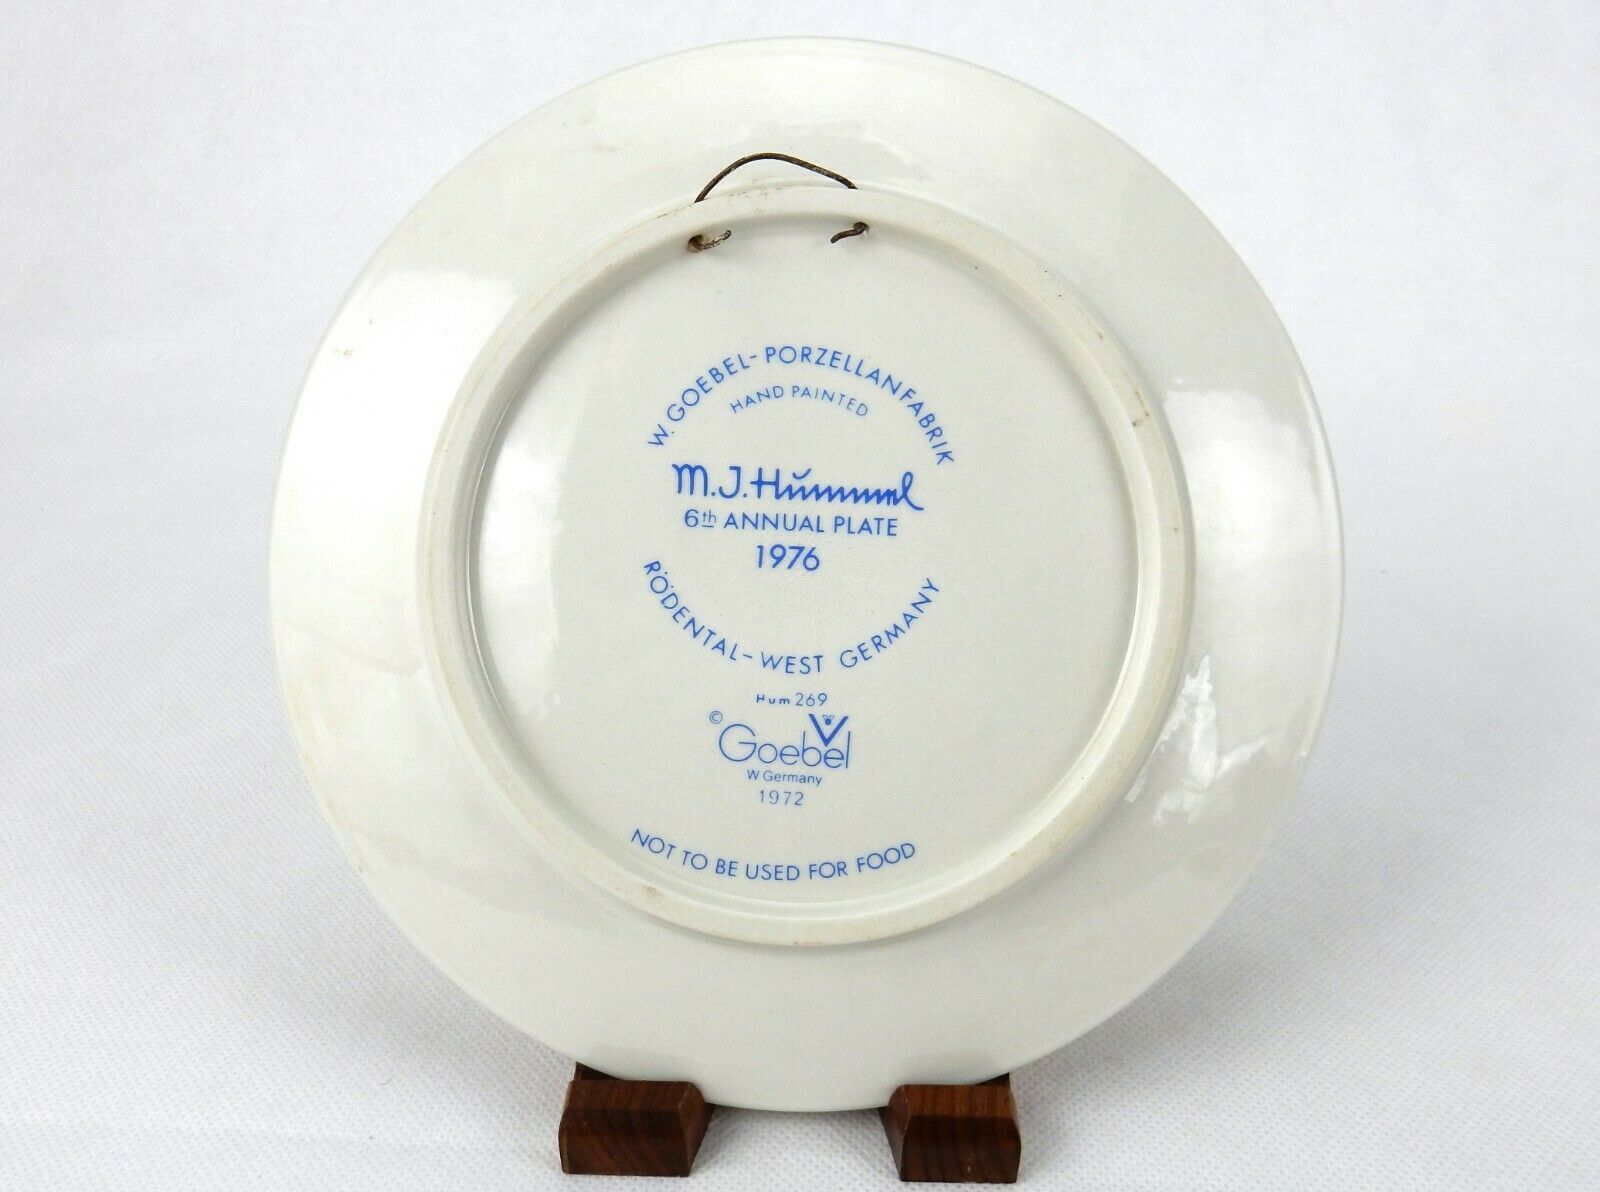 W. GOEBEL-PORZELLANFABRIK
HAND PAINTED
M.J. Hümmel
6th ANNUAL PLATE
1976
RÖDENTAL-WEST GERMANY
Hum 269
© Goebel
W. Germany
1972
NOT TO BE USED FOR FOOD